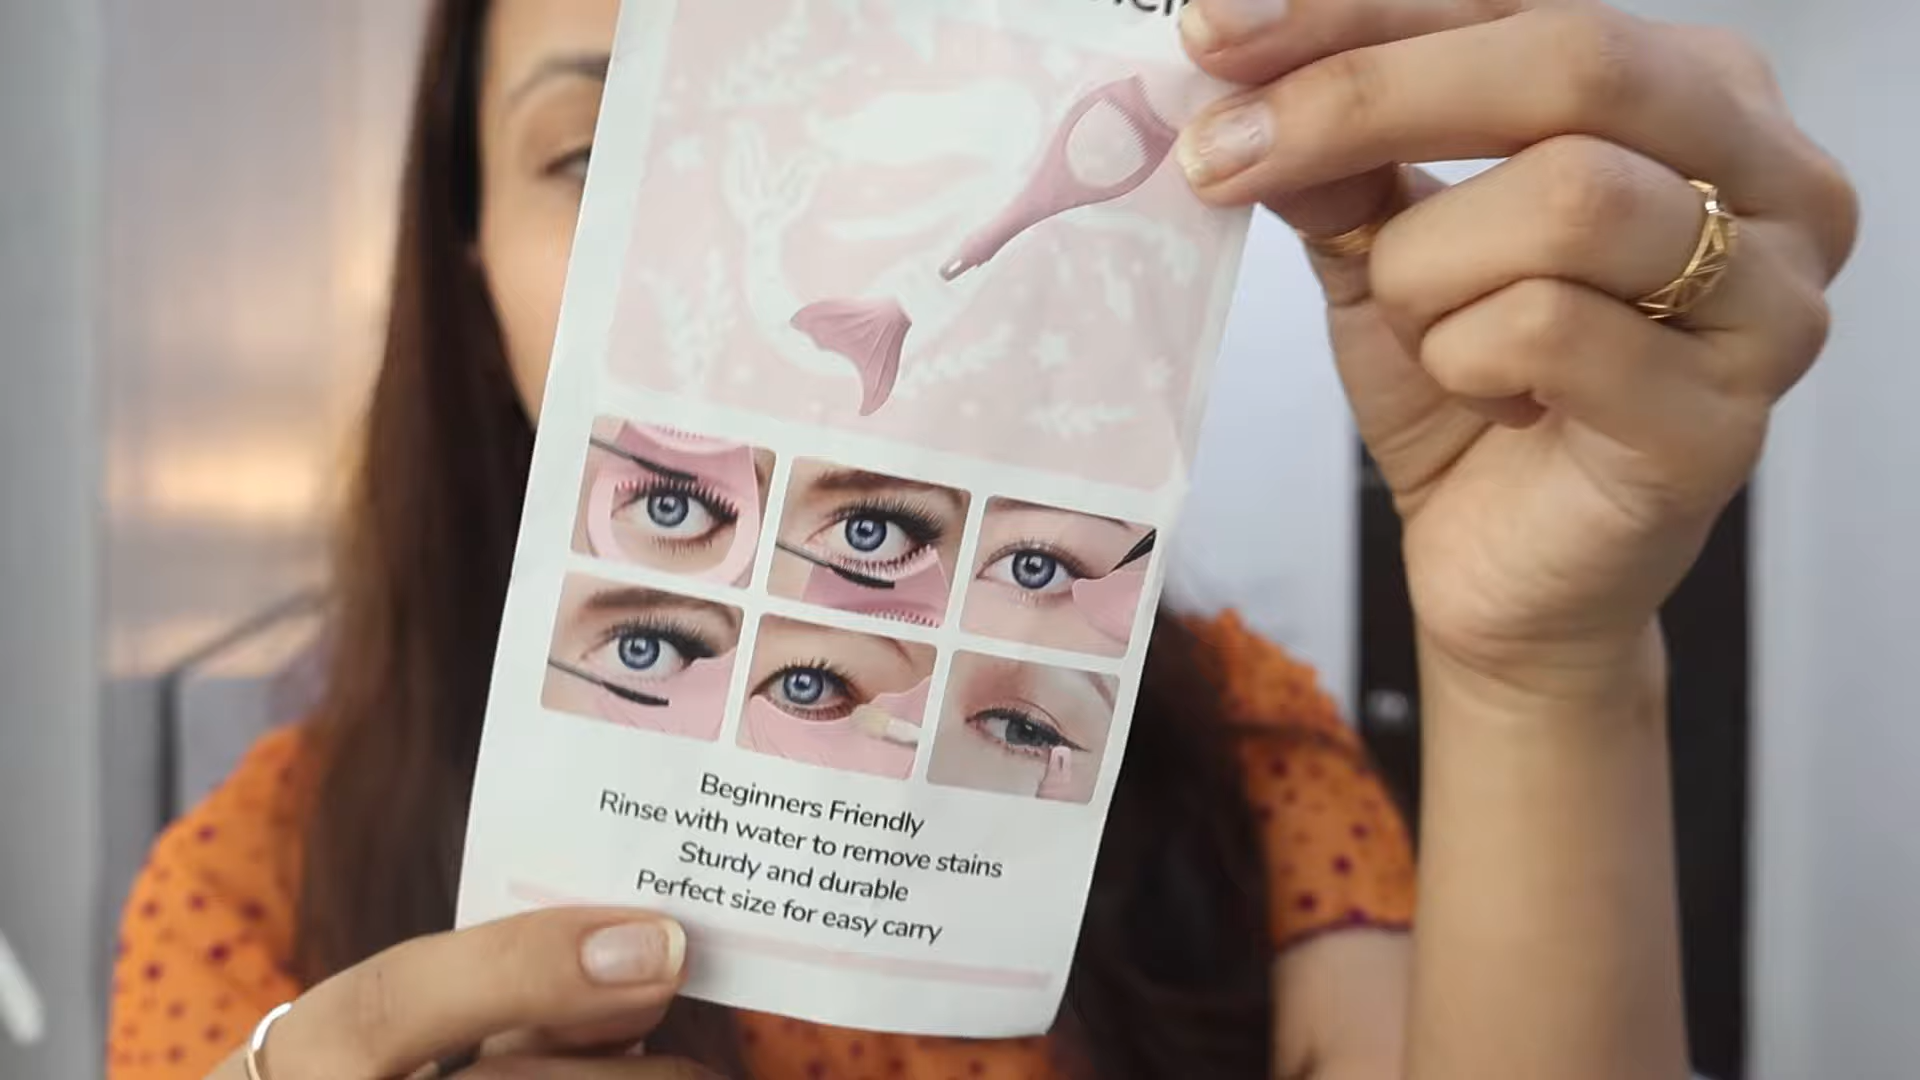 Beginners Friendly
Rinse with water to remove stains
Sturdy and durable
Perfect size for easy carry